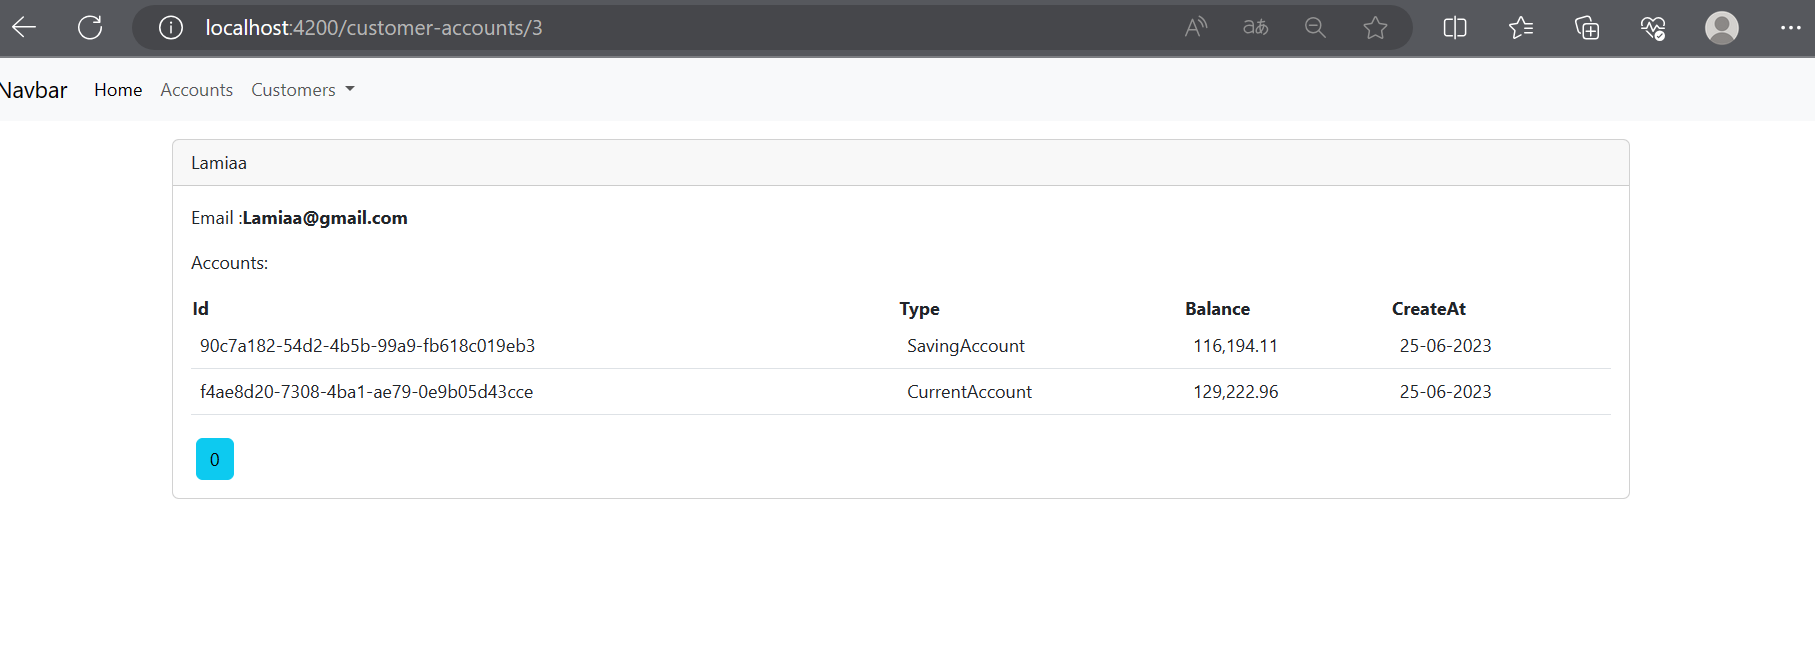 localhost:4200/customer-accounts/3
Navbar Home Accounts Customers
Lamiaa
Email :Lamiaa@gmail.com
Accounts:
Id Type Balance CreateAt
90c7a182-54d2-4b5b-99a9-fb618c019eb3 SavingAccount 116,194.11 25-06-2023
f4ae8d20-7308-4ba1-ae79-0e9b05d43cce CurrentAccount 129,222.96 25-06-2023
0